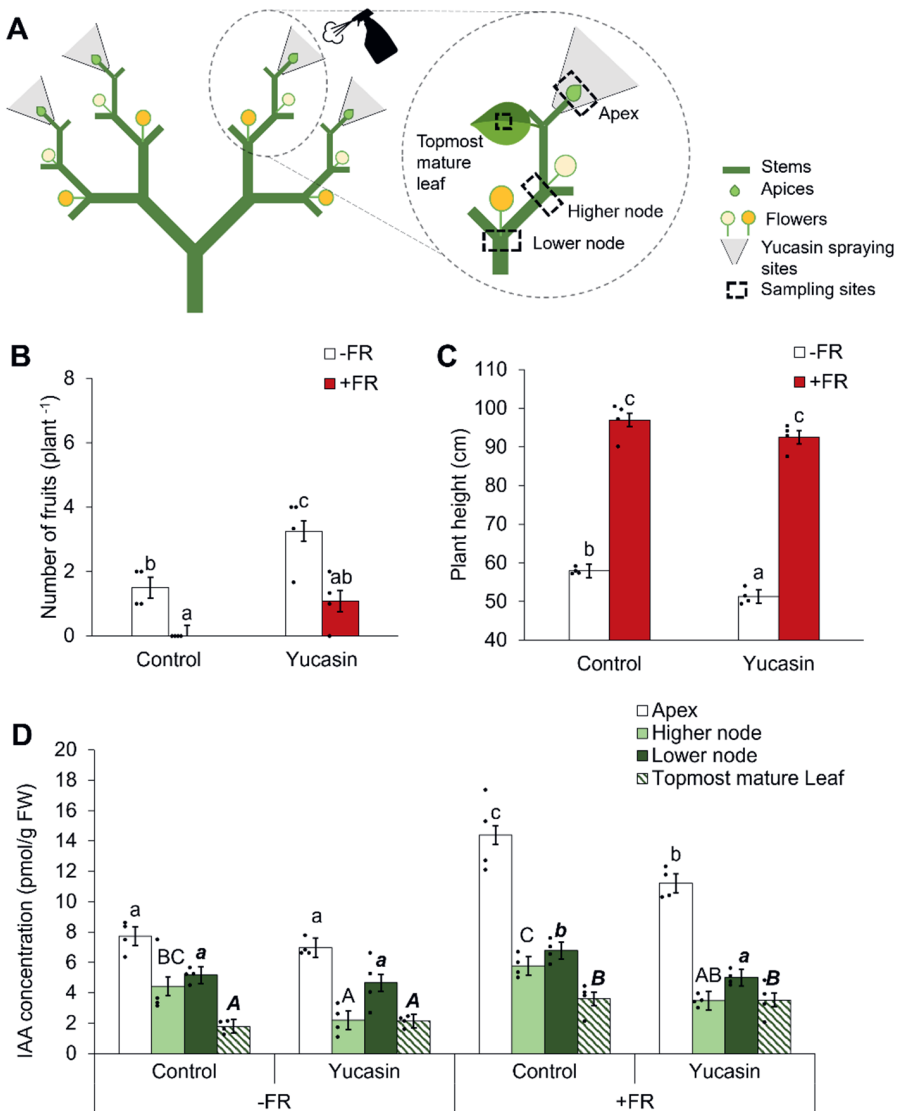 A
Topmost
mature
leaf
Apex
Higher node
Lower node
Stems
Apices
Flowers
Yucasin spraying
sites
Sampling sites
B
-FR
+FR
Number of fruits (plant ⁻¹)
8
6
4
2
0
b
a
c
ab
Control
Yucasin
C
-FR
+FR
Plant height (cm)
100
90
80
70
60
50
40
b
c
a
c
Control
Yucasin
D
Apex
Higher node
Lower node
Topmost mature Leaf
IAA concentration (pmol/g FW)
20
18
16
14
12
10
8
6
4
2
0
a
BC
a
A
a
A
a
A
c
C
b
B
b
AB
a
B
Control
Yucasin
Control
Yucasin
-FR
+FR